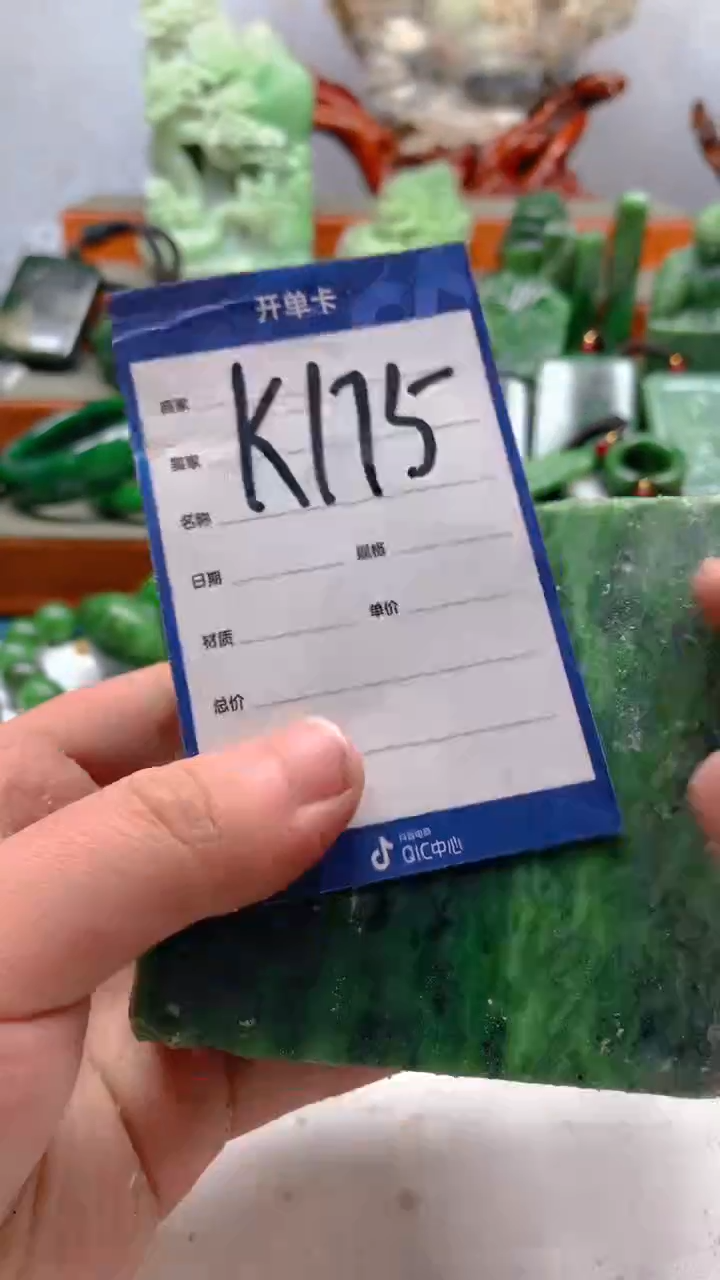 开单卡
K175
商家
买家
名称
日期 规格
材质 单价
总价
抖音电商
QIC中心